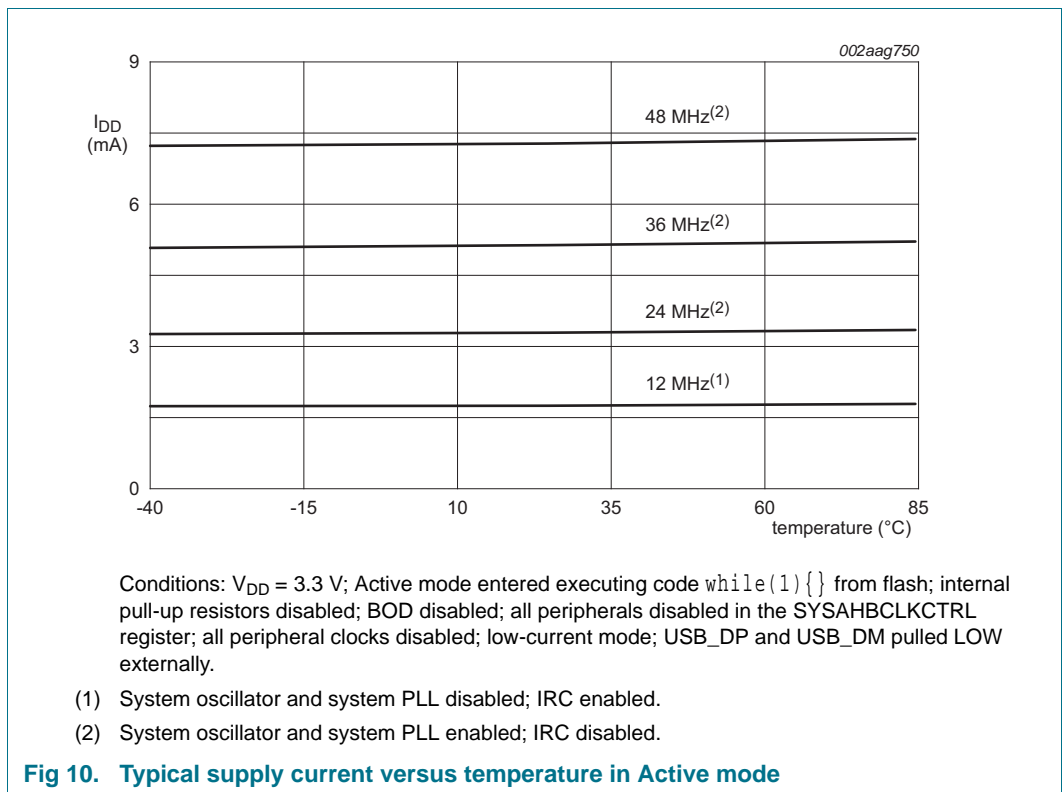 002aag750
9
I_DD
(mA)
48 MHz(2)
6
36 MHz(2)
24 MHz(2)
3
12 MHz(1)
0
-40 -15 10 35 60 85
temperature (°C)
Conditions: V_DD = 3.3 V; Active mode entered executing code while(1){} from flash; internal
pull-up resistors disabled; BOD disabled; all peripherals disabled in the SYSAHBCLKCTRL
register; all peripheral clocks disabled; low-current mode; USB_DP and USB_DM pulled LOW
externally.
(1) System oscillator and system PLL disabled; IRC enabled.
(2) System oscillator and system PLL enabled; IRC disabled.
Fig 10. Typical supply current versus temperature in Active mode